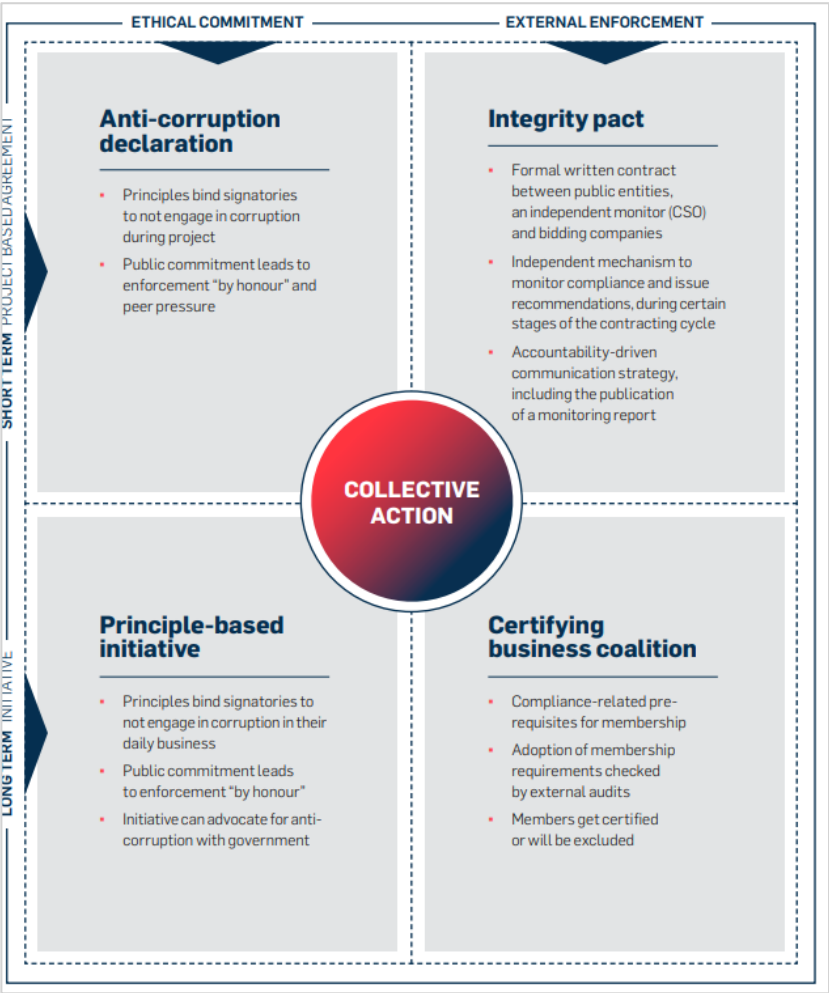 ETHICAL COMMITMENT
EXTERNAL ENFORCEMENT
SHORT TERM PROJECT BASED AGREEMENT
Anti-corruption
declaration
▪ Principles bind signatories
to not engage in corruption
during project
▪ Public commitment leads to
enforcement “by honour” and
peer pressure
Integrity pact
▪ Formal written contract
between public entities,
an independent monitor (CSO)
and bidding companies
▪ Independent mechanism to
monitor compliance and issue
recommendations, during certain
stages of the contracting cycle
▪ Accountability-driven
communication strategy,
including the publication
of a monitoring report
COLLECTIVE
ACTION
LONG TERM INITIATIVE
Principle-based
initiative
▪ Principles bind signatories to
not engage in corruption in their
daily business
▪ Public commitment leads
to enforcement “by honour”
▪ Initiative can advocate for anti-
corruption with government
Certifying
business coalition
▪ Compliance-related pre-
requisites for membership
▪ Adoption of membership
requirements checked
by external audits
▪ Members get certified
or will be excluded